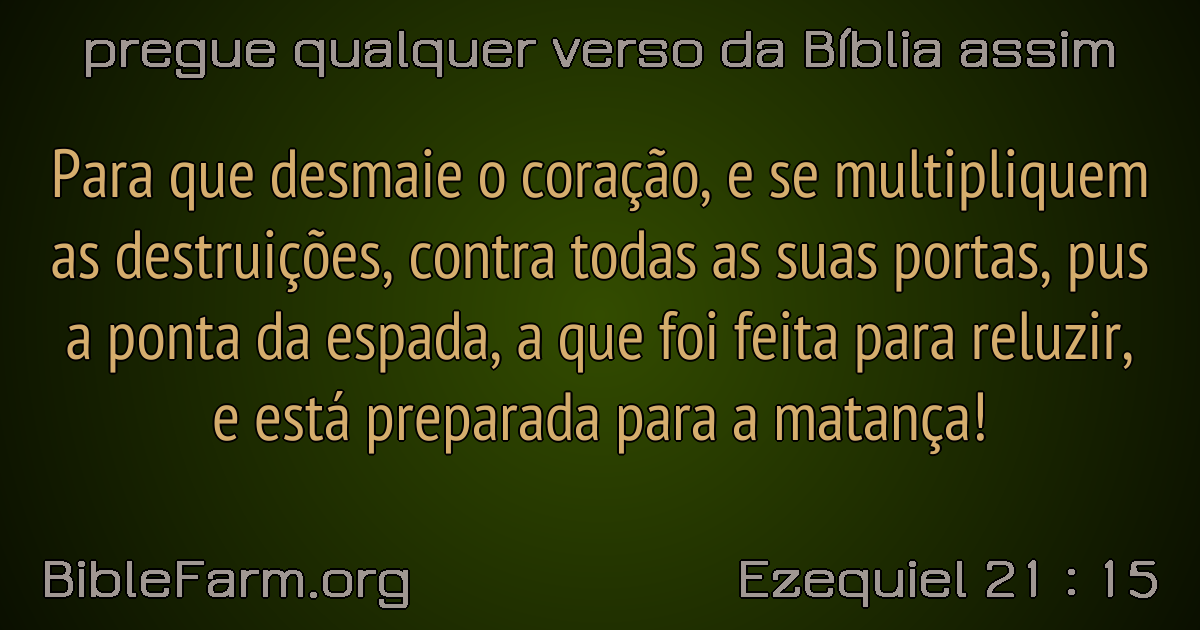 pregue qualquer verso da Bíblia assim
Para que desmaie o coração, e se multipliquem
as destruições, contra todas as suas portas, pus
a ponta da espada, a que foi feita para reluzir,
e está preparada para a matança!
BibleFarm.org
Ezequiel 21 : 15